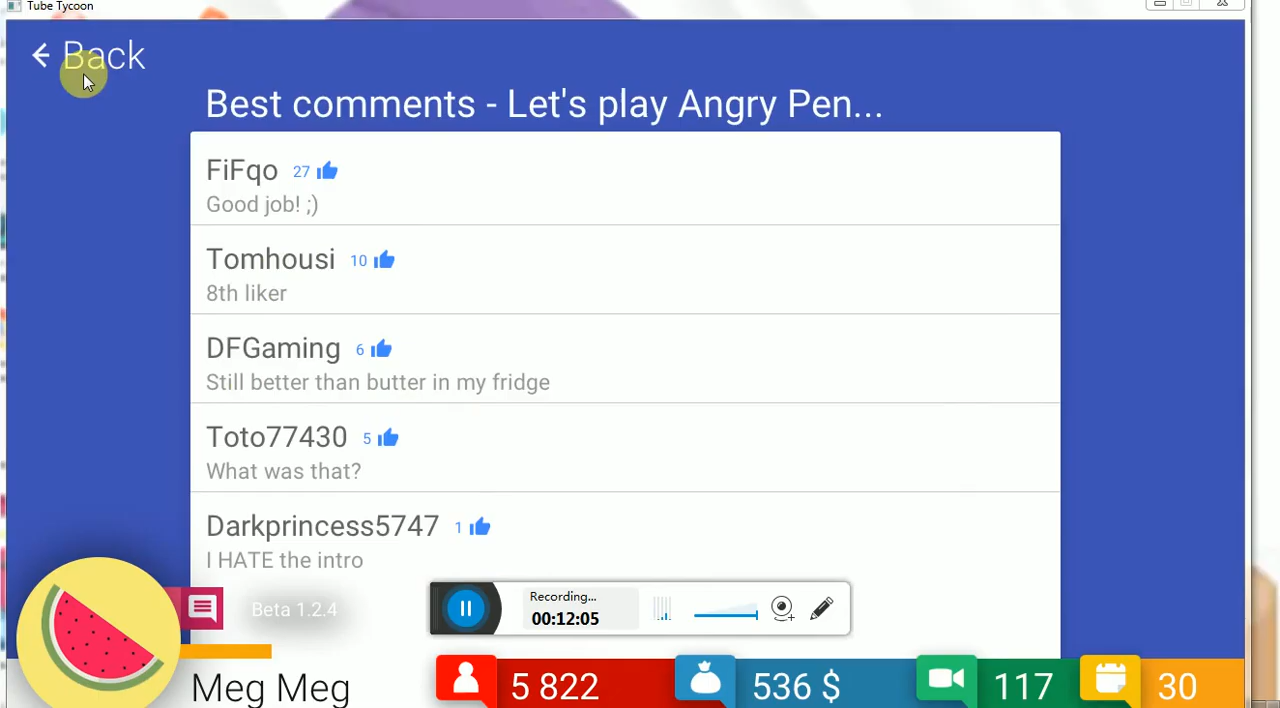 Tube Tycoon
Back
Best comments - Let's play Angry Pen...
FiFqo 27
Good job! ;)
Tomhousi 10
8th liker
DFGaming 6
Still better than butter in my fridge
Toto77430 5
What was that?
Darkprincess5747 1
I HATE the intro
Beta 1.2.4
Recording...
00:12:05
Meg Meg
5 822
536 $
117
30